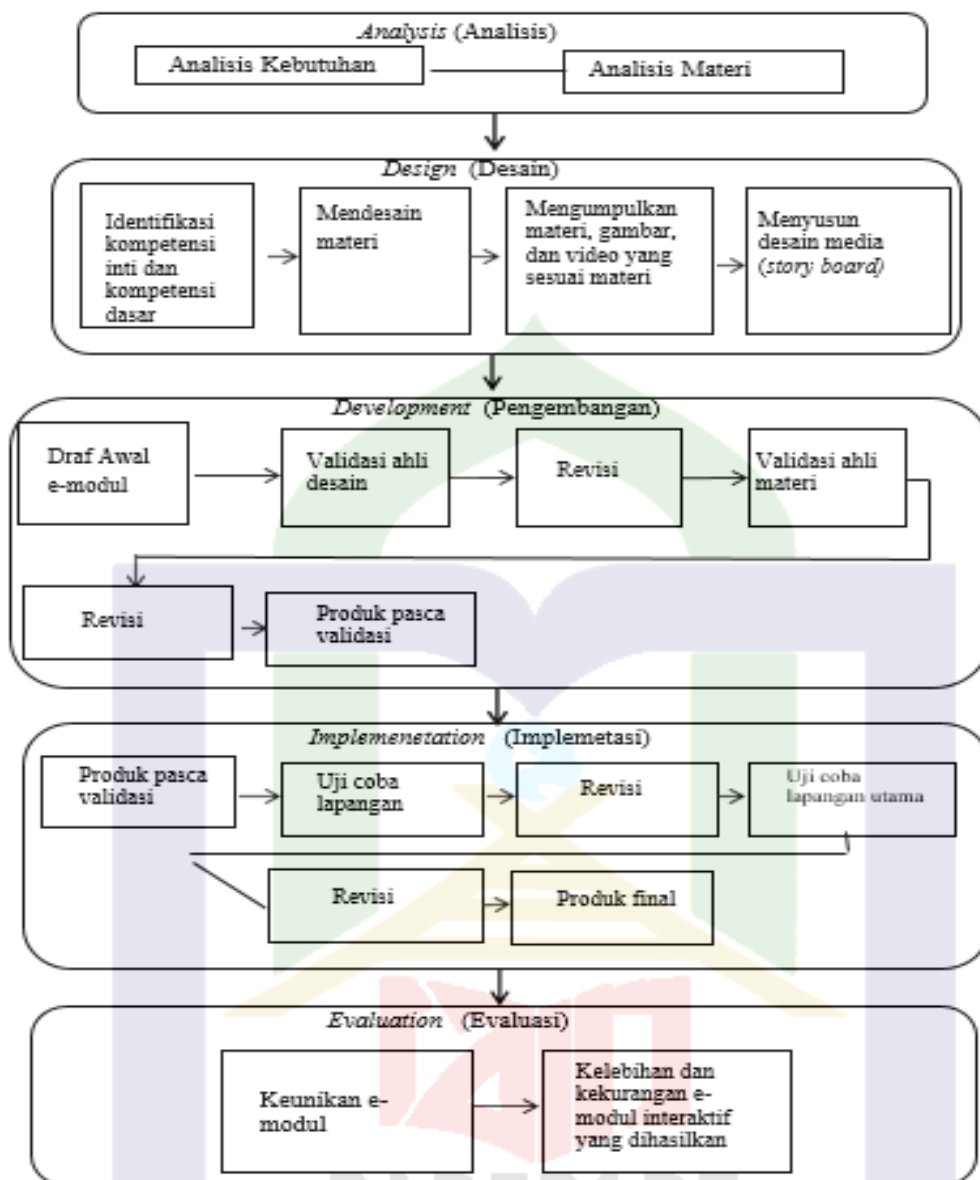 Analysis (Analisis)
Analisis Kebutuhan
Analisis Materi
Design (Desain)
Identifikasi
kompetensi
inti dan
kompetensi
dasar
Mendesain
materi
Mengumpulkan
materi, gambar,
dan video yang
sesuai materi
Menyusun
desain media
(story board)
Development (Pengembangan)
Draf Awal
e-modul
Validasi ahli
desain
Revisi
Validasi ahli
materi
Revisi
Produk pasca
validasi
Implemenetation (Implemetasi)
Produk pasca
validasi
Uji coba
lapangan
Revisi
Uji coba
lapangan utama
Revisi
Produk final
Evaluation (Evaluasi)
Keunikan e-
modul
Kelebihan dan
kekurangan e-
modul interaktif
yang dihasilkan